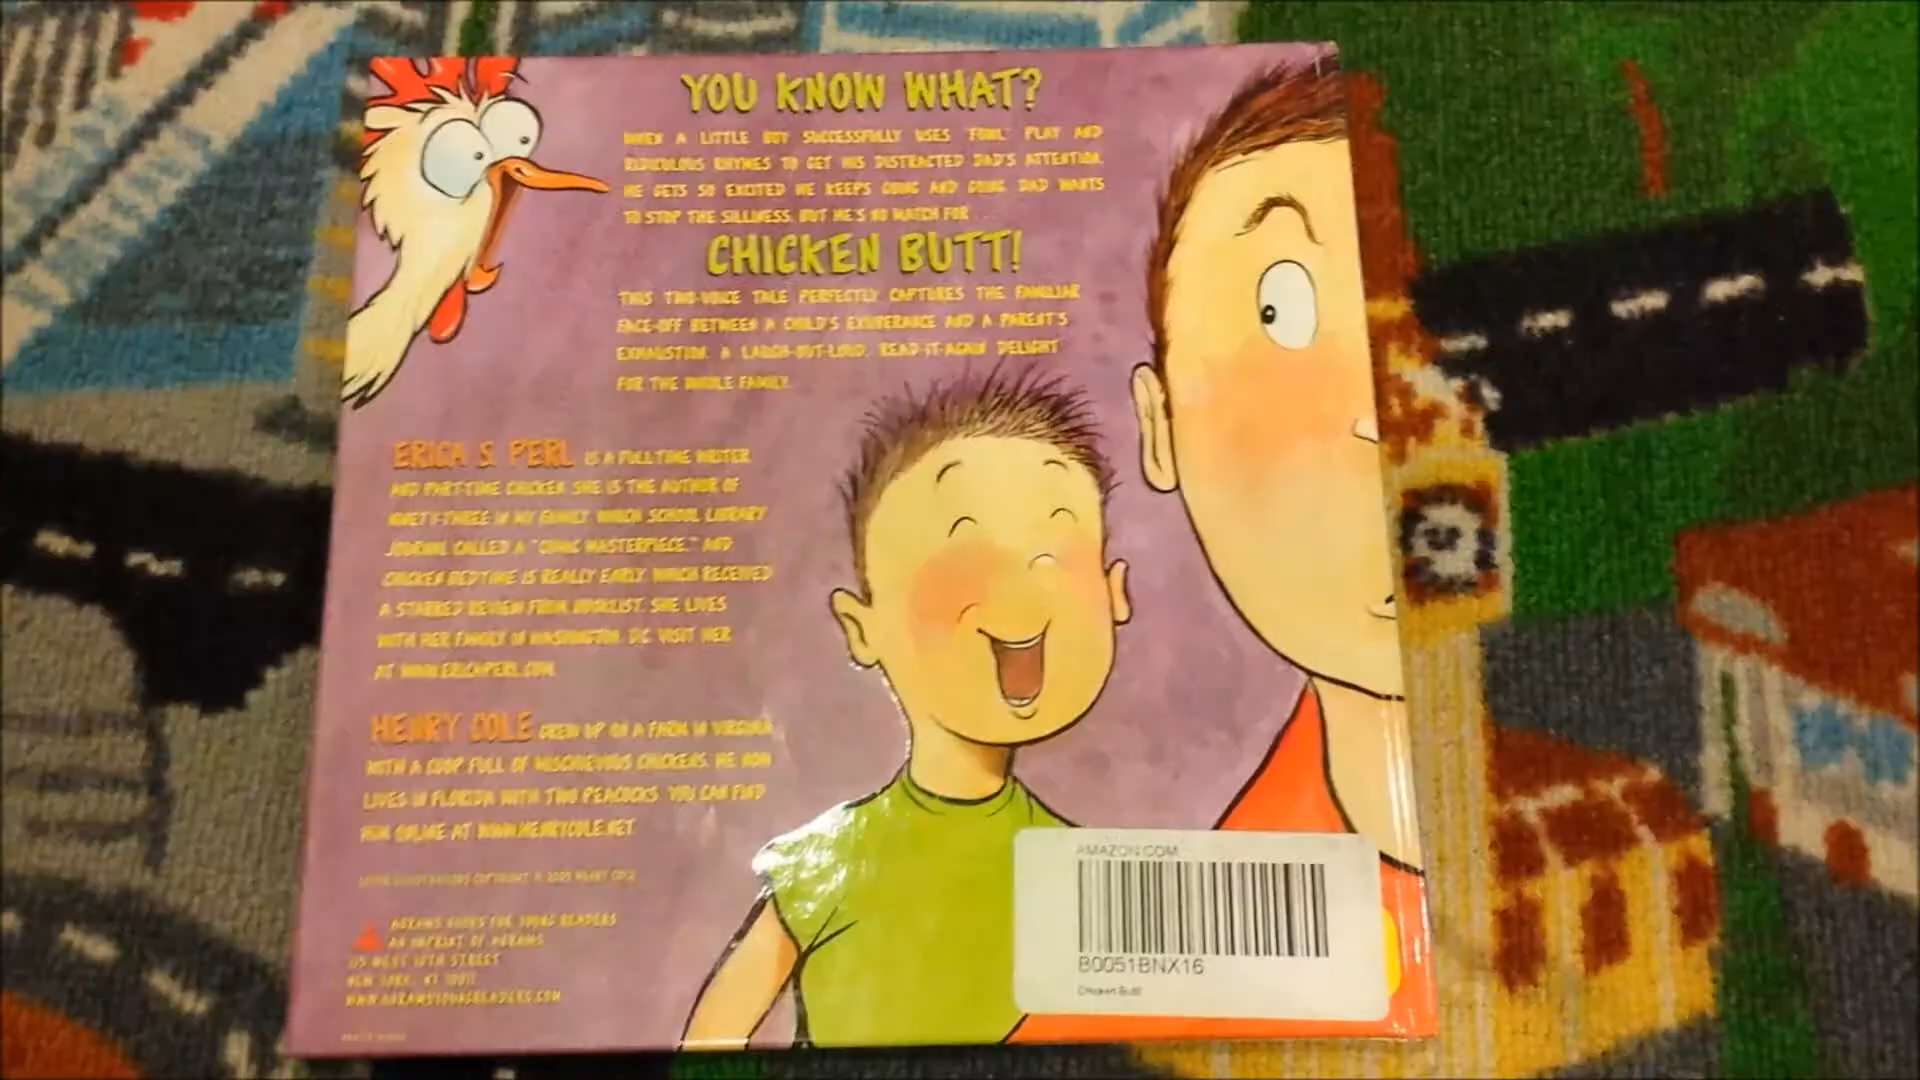 YOU KNOW WHAT?
WHEN A LITTLE BOY SUCCESSFULLY USES "FOWL" PLAY AND
RIDICULOUS RHYMES TO GET HIS DISTRACTED DAD'S ATTENTION,
HE GETS SO EXCITED HE KEEPS GOING AND GOING. DAD WANTS
TO STOP THE SILLINESS, BUT HE'S NO MATCH FOR . . .
CHICKEN BUTT!
THIS TWO-VOICE TALE PERFECTLY CAPTURES THE FAMILIAR
FACE-OFF BETWEEN A CHILD'S EXUBERANCE AND A PARENT'S
EXHAUSTION. A LAUGH-OUT-LOUD, READ-IT-AGAIN DELIGHT
FOR THE WHOLE FAMILY.
ERICA S. PERL IS A FULL-TIME WRITER
AND PART-TIME CHICKEN. SHE IS THE AUTHOR OF
NINETY-THREE IN MY FAMILY, WHICH SCHOOL LIBRARY
JOURNAL CALLED A "COMIC MASTERPIECE," AND
CHICKEN BEDTIME IS REALLY EARLY, WHICH RECEIVED
A STARRED REVIEW FROM BOOKLIST. SHE LIVES
WITH HER FAMILY IN WASHINGTON, D.C. VISIT HER
AT WWW.ERICAPERL.COM.
HENRY COLE GREW UP ON A FARM IN VIRGINIA
WITH A COOP FULL OF MISCHIEVOUS CHICKENS. HE NOW
LIVES IN FLORIDA WITH TWO PEACOCKS. YOU CAN FIND
HIM ONLINE AT WWW.HENRYCOLE.NET.
ILLUSTRATIONS COPYRIGHT © 2009 HENRY COLE
ABRAMS BOOKS FOR YOUNG READERS
AN IMPRINT OF ABRAMS
115 WEST 18TH STREET
NEW YORK, NY 10011
WWW.ABRAMSYOUNGREADERS.COM
AMAZON.COM
B0051BNX16
Chicken Butt!